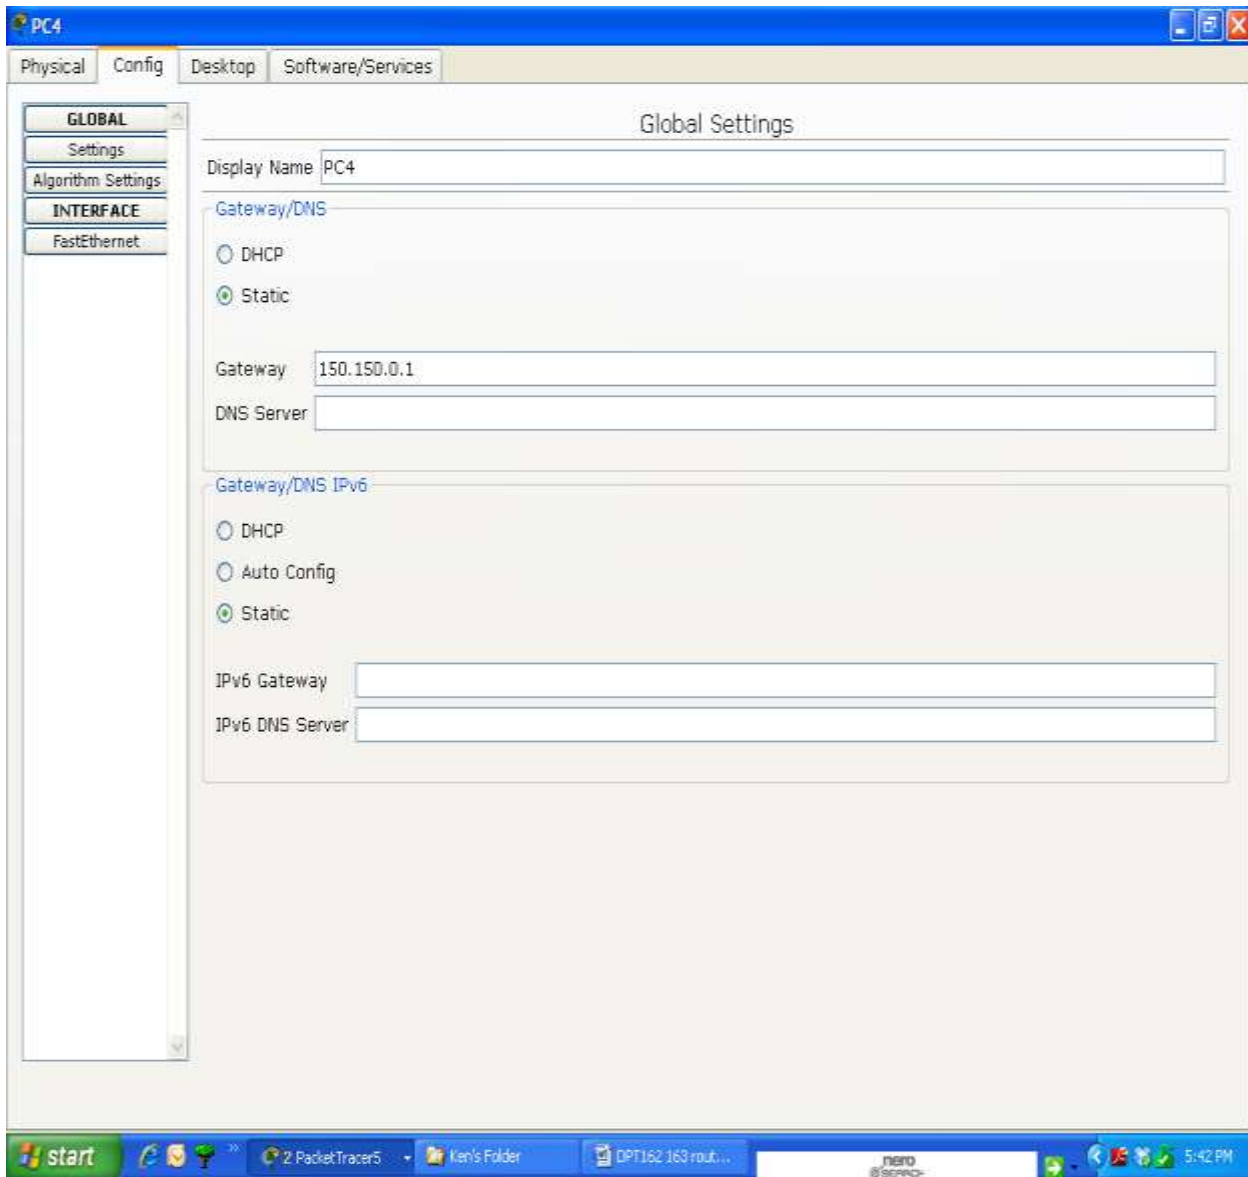 PC4
Physical Config Desktop Software/Services
GLOBAL
Settings
Algorithm Settings
INTERFACE
FastEthernet
Global Settings
Display Name PC4
Gateway/DNS
DHCP
Static
Gateway 150.150.0.1
DNS Server
Gateway/DNS IPv6
DHCP
Auto Config
Static
IPv6 Gateway
IPv6 DNS Server
start 2 PacketTracer5 Ken's Folder DPT162 163 rout... nero 5:42 PM
@SEARCH